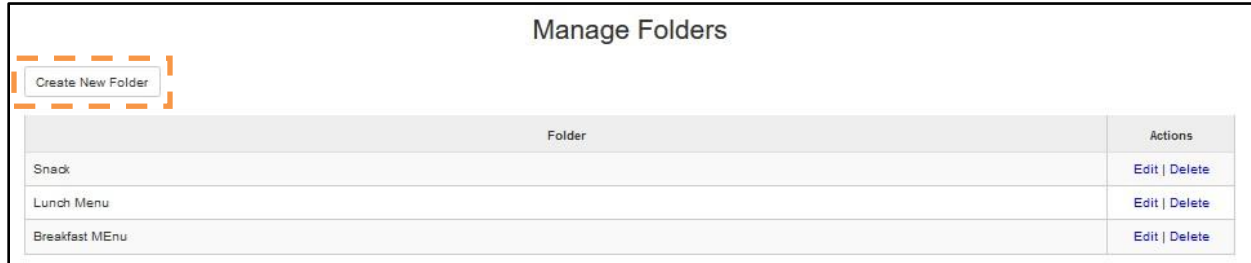 Manage Folders
Create New Folder
Folder Actions
Snack Edit | Delete
Lunch Menu Edit | Delete
Breakfast MEnu Edit | Delete